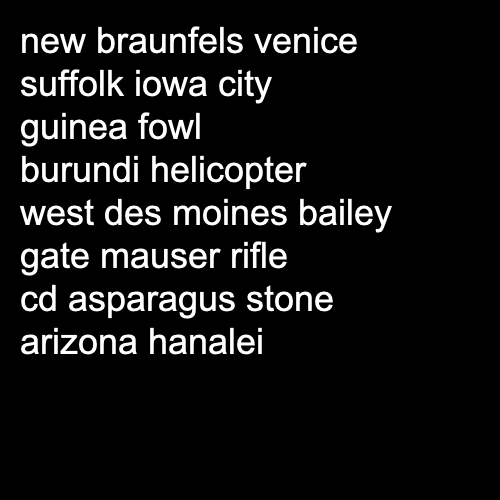 new braunfels venice
suffolk iowa city
guinea fowl
burundi helicopter
west des moines bailey
gate mauser rifle
cd asparagus stone
arizona hanalei